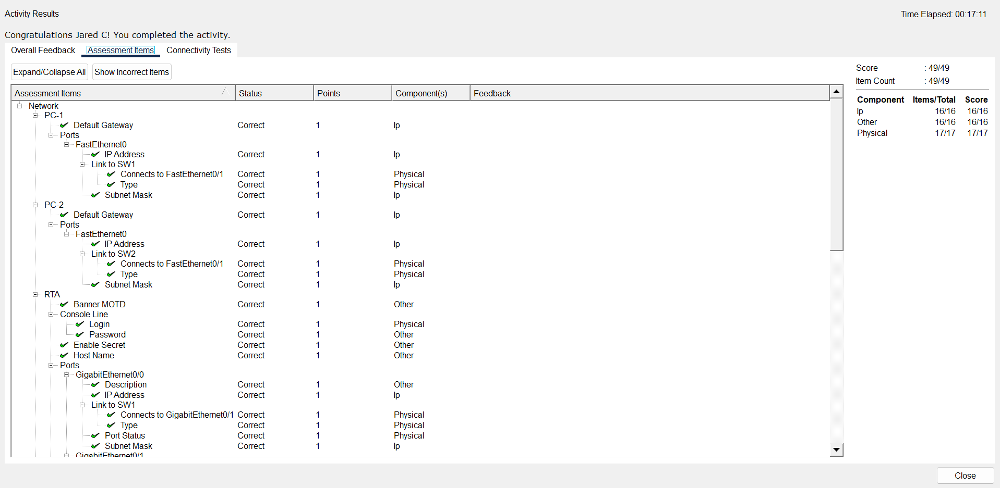 Activity Results
Time Elapsed: 00:17:11
Congratulations Jared C! You completed the activity.
Overall Feedback Assessment Items Connectivity Tests
Expand/Collapse All Show Incorrect Items
Assessment Items Status Points Component(s) Feedback
Network
PC-1
Default Gateway Correct 1 Ip
Ports
FastEthernet0
IP Address Correct 1 Ip
Link to SW1
Connects to FastEthernet0/1 Correct 1 Physical
Type Correct 1 Physical
Subnet Mask Correct 1 Ip
PC-2
Default Gateway Correct 1 Ip
Ports
FastEthernet0
IP Address Correct 1 Ip
Link to SW2
Connects to FastEthernet0/1 Correct 1 Physical
Type Correct 1 Physical
Subnet Mask Correct 1 Ip
RTA
Banner MOTD Correct 1 Other
Console Line
Login Correct 1 Physical
Password Correct 1 Other
Enable Secret Correct 1 Other
Host Name Correct 1 Other
Ports
GigabitEthernet0/0
Description Correct 1 Other
IP Address Correct 1 Ip
Link to SW1
Connects to GigabitEthernet0/1 Correct 1 Physical
Type Correct 1 Physical
Port Status Correct 1 Physical
Subnet Mask Correct 1 Ip
GigabitEthernet0/1
Score : 49/49
Item Count : 49/49
Component Items/Total Score
Ip 16/16 16/16
Other 16/16 16/16
Physical 17/17 17/17
Close